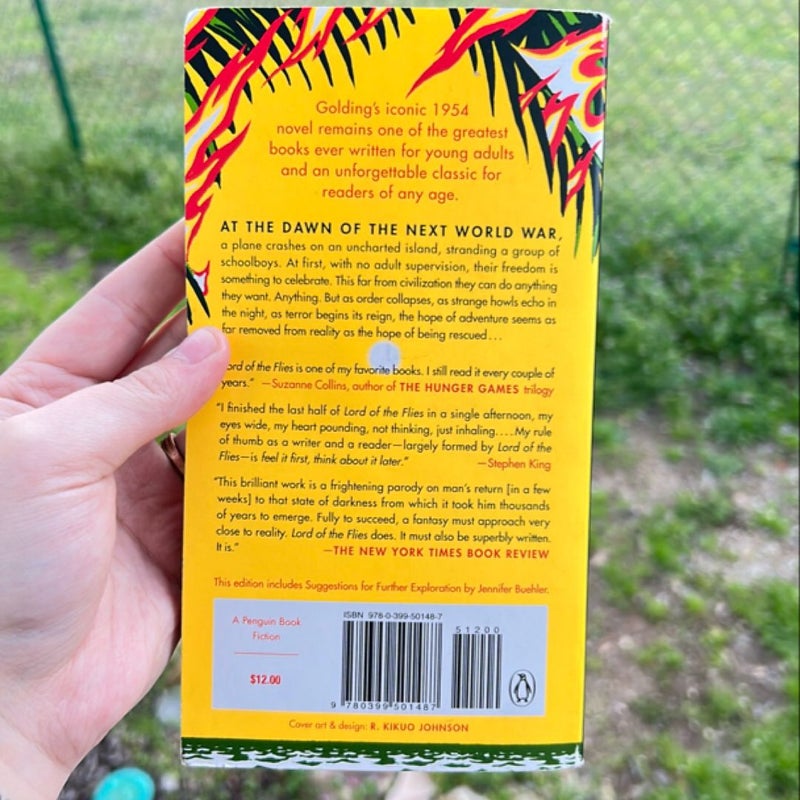 Golding's iconic 1954
novel remains one of the greatest
books ever written for young adults
and an unforgettable classic for
readers of any age.
AT THE DAWN OF THE NEXT WORLD WAR,
a plane crashes on an uncharted island, stranding a group of
schoolboys. At first, with no adult supervision, their freedom is
something to celebrate. This far from civilization they can do anything
they want. Anything. But as order collapses, as strange howls echo in
the night, as terror begins its reign, the hope of adventure seems as
far removed from reality as the hope of being rescued...
Lord of the Flies is one of my favorite books. I still read it every couple of
years." —Suzanne Collins, author of THE HUNGER GAMES trilogy
"I finished the last half of Lord of the Flies in a single afternoon, my
eyes wide, my heart pounding, not thinking, just inhaling....My rule
of thumb as a writer and a reader—largely formed by Lord of the
Flies—is feel it first, think about it later." —Stephen King
"This brilliant work is a frightening parody on man's return [in a few
weeks] to that state of darkness from which it took him thousands
of years to emerge. Fully to succeed, a fantasy must approach very
close to reality. Lord of the Flies does. It must also be superbly written.
It is." —THE NEW YORK TIMES BOOK REVIEW
This edition includes Suggestions for Further Exploration by Jennifer Buehler.
A Penguin Book
Fiction
$12.00
ISBN 978-0-399-50148-7
51200
9 780399 501487
Cover art & design: R. KIKUO JOHNSON